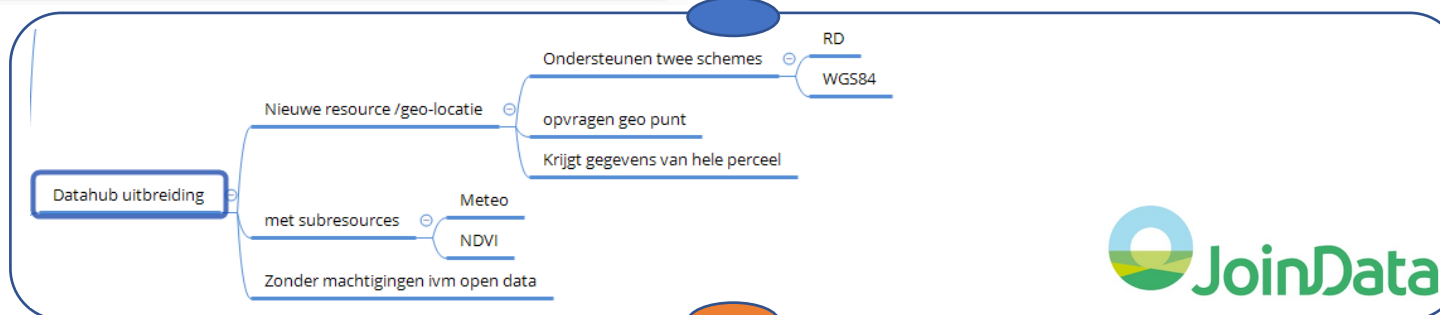 Datahub uitbreiding
Nieuwe resource /geo-locatie
Ondersteunen twee schemes
RD
WGS84
opvragen geo punt
Krijgt gegevens van hele perceel
met subresources
Meteo
NDVI
Zonder machtigingen ivm open data
JoinData